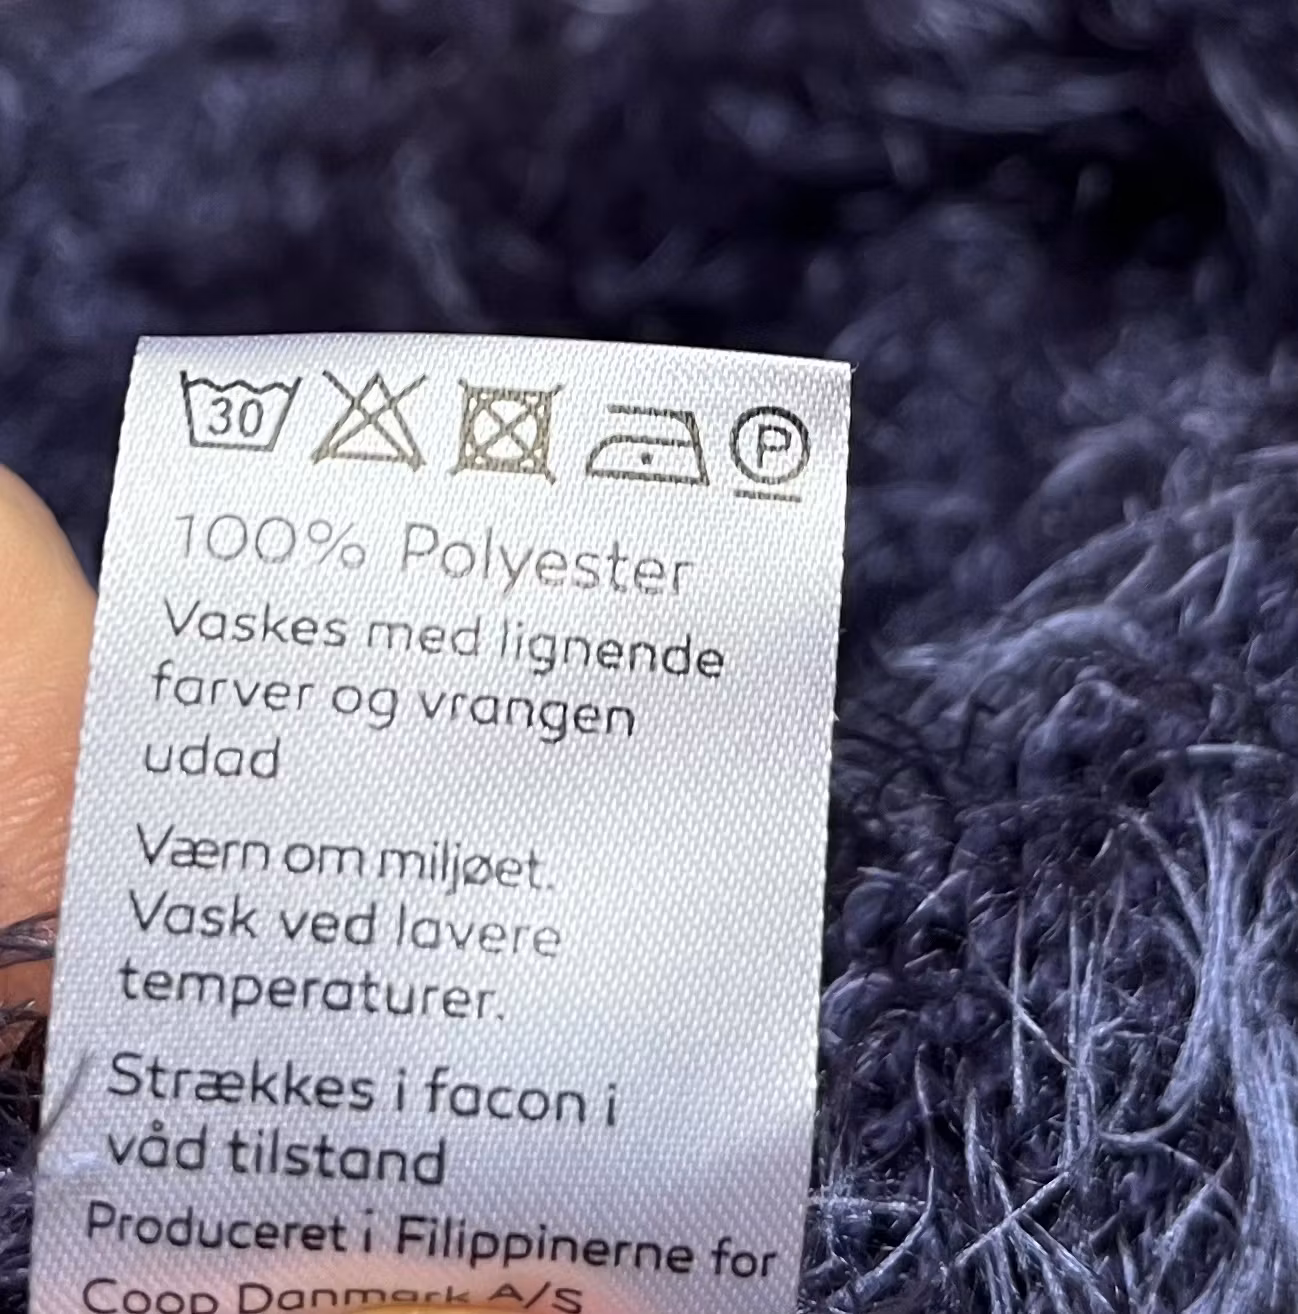 30
P
100% Polyester
Vaskes med lignende
farver og vrangen
udad
Værn om miljøet.
Vask ved lavere
temperaturer.
Strækkes i facon i
våd tilstand
Produceret i Filippinerne for
Coop Danmark A/S